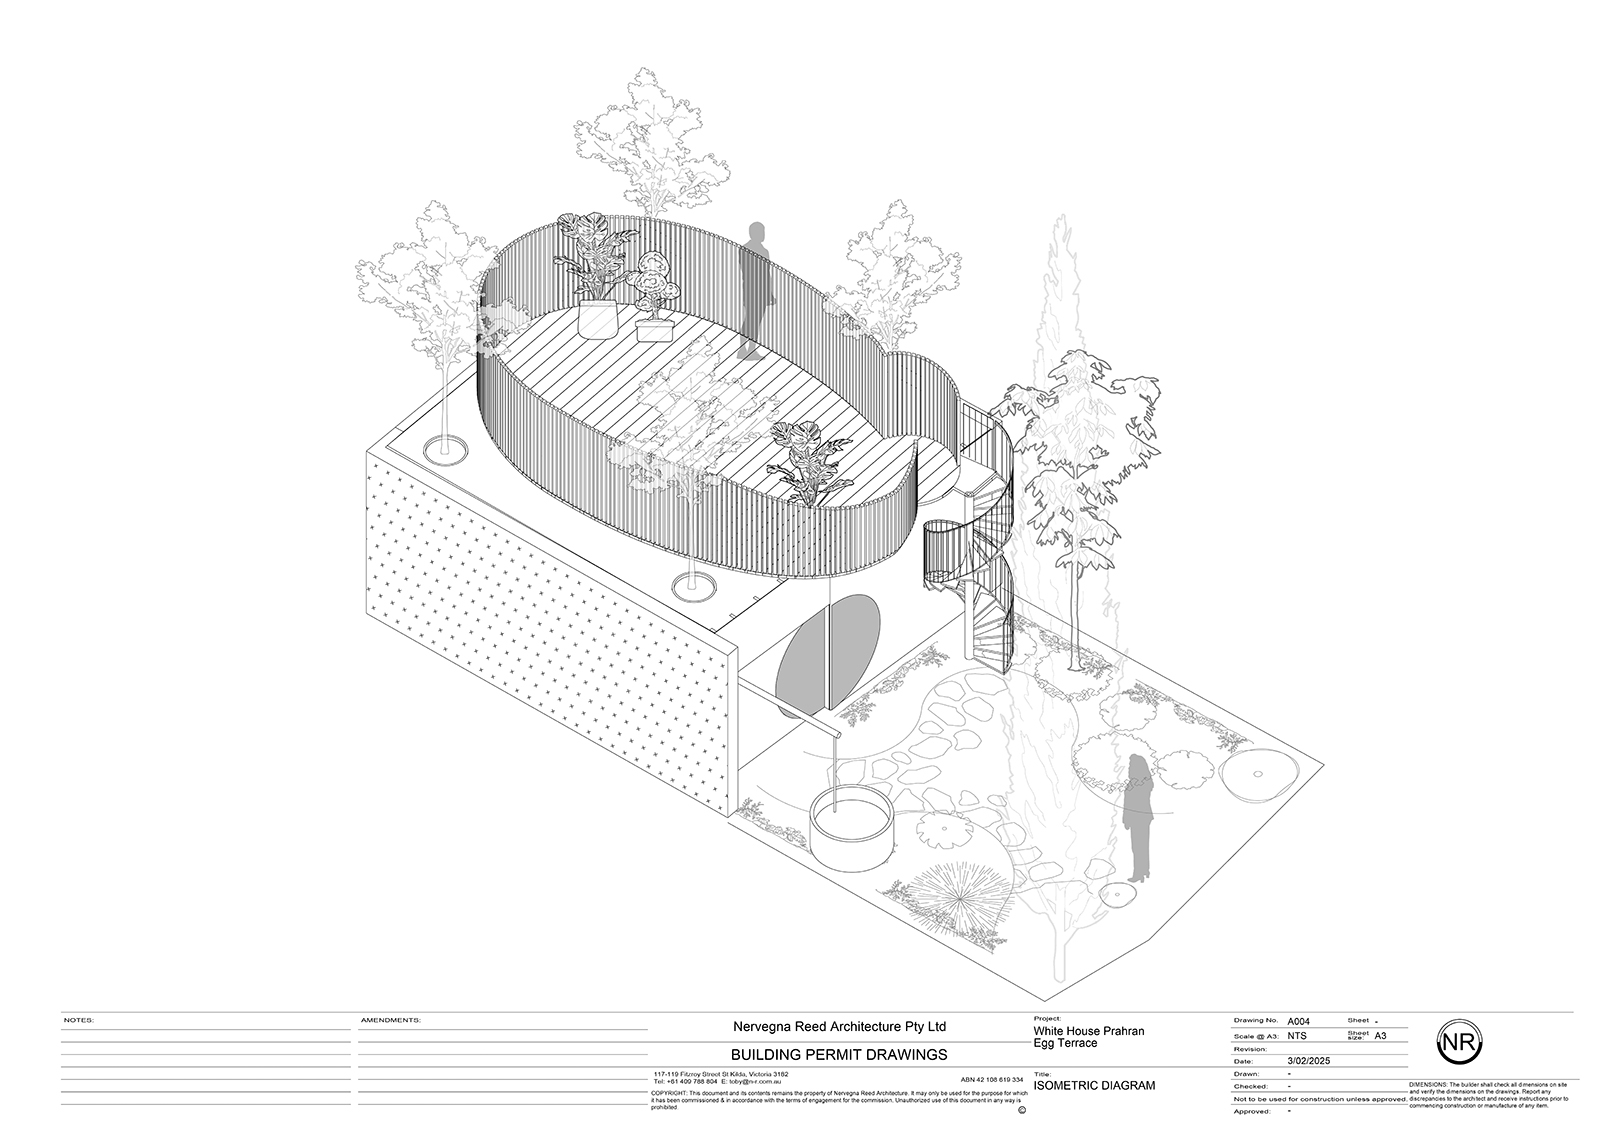 NOTES:
AMENDMENTS:
Nervegna Reed Architecture Pty Ltd
BUILDING PERMIT DRAWINGS
117-119 Fitzroy Street St Kilda, Victoria 3182
Tel: +61 409 788 804  E: toby@n-r.com.au
ABN 42 108 619 334
COPYRIGHT: This document and its contents remains the property of Nervegna Reed Architecture. It may only be used for the purpose for which
it has been commissioned & in accordance with the terms of engagement for the commission. Unauthorized use of this document in any way is
prohibited
©
Project:
White House Prahran
Egg Terrace
Title:
ISOMETRIC DIAGRAM
Drawing No. A004 Sheet -
Scale @ A3: NTS Sheet size: A3
Revision:
Date: 3/02/2025
Drawn: -
Checked: -
Not to be used for construction unless approved.
Approved: -
NR
DIMENSIONS: The builder shall check all dimensions on site
and verify the dimensions on the drawings. Report any
discrepancies to the architect and receive instructions prior to
commencing construction or manufacture of any item.